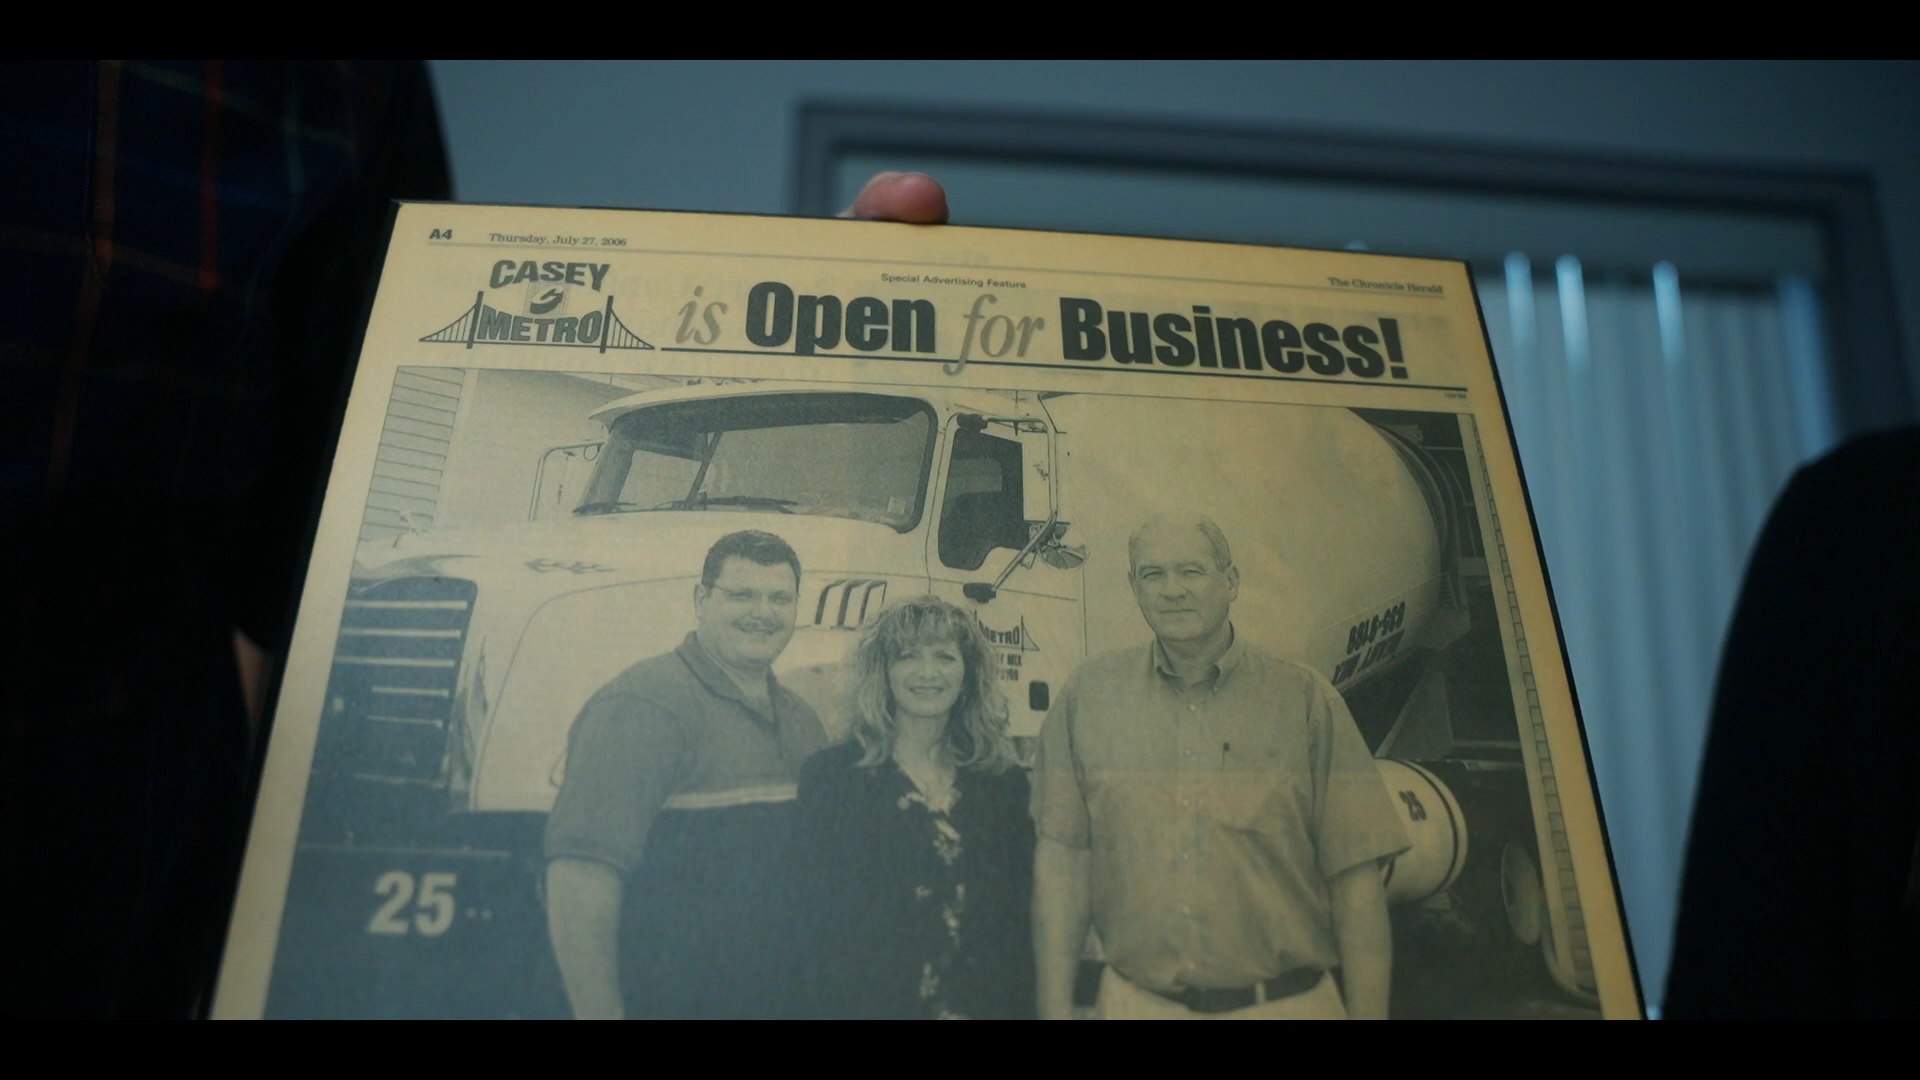 A4 Thursday, July 27, 2006
Special Advertising Feature
The Chronicle Herald
CASEY
METRO
is Open for Business!
METRO
MIX
25
25